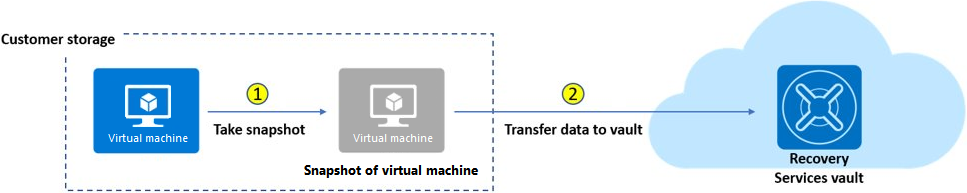 Customer storage
Virtual machine
1
Take snapshot
Virtual machine
Snapshot of virtual machine
2
Transfer data to vault
Recovery
Services vault